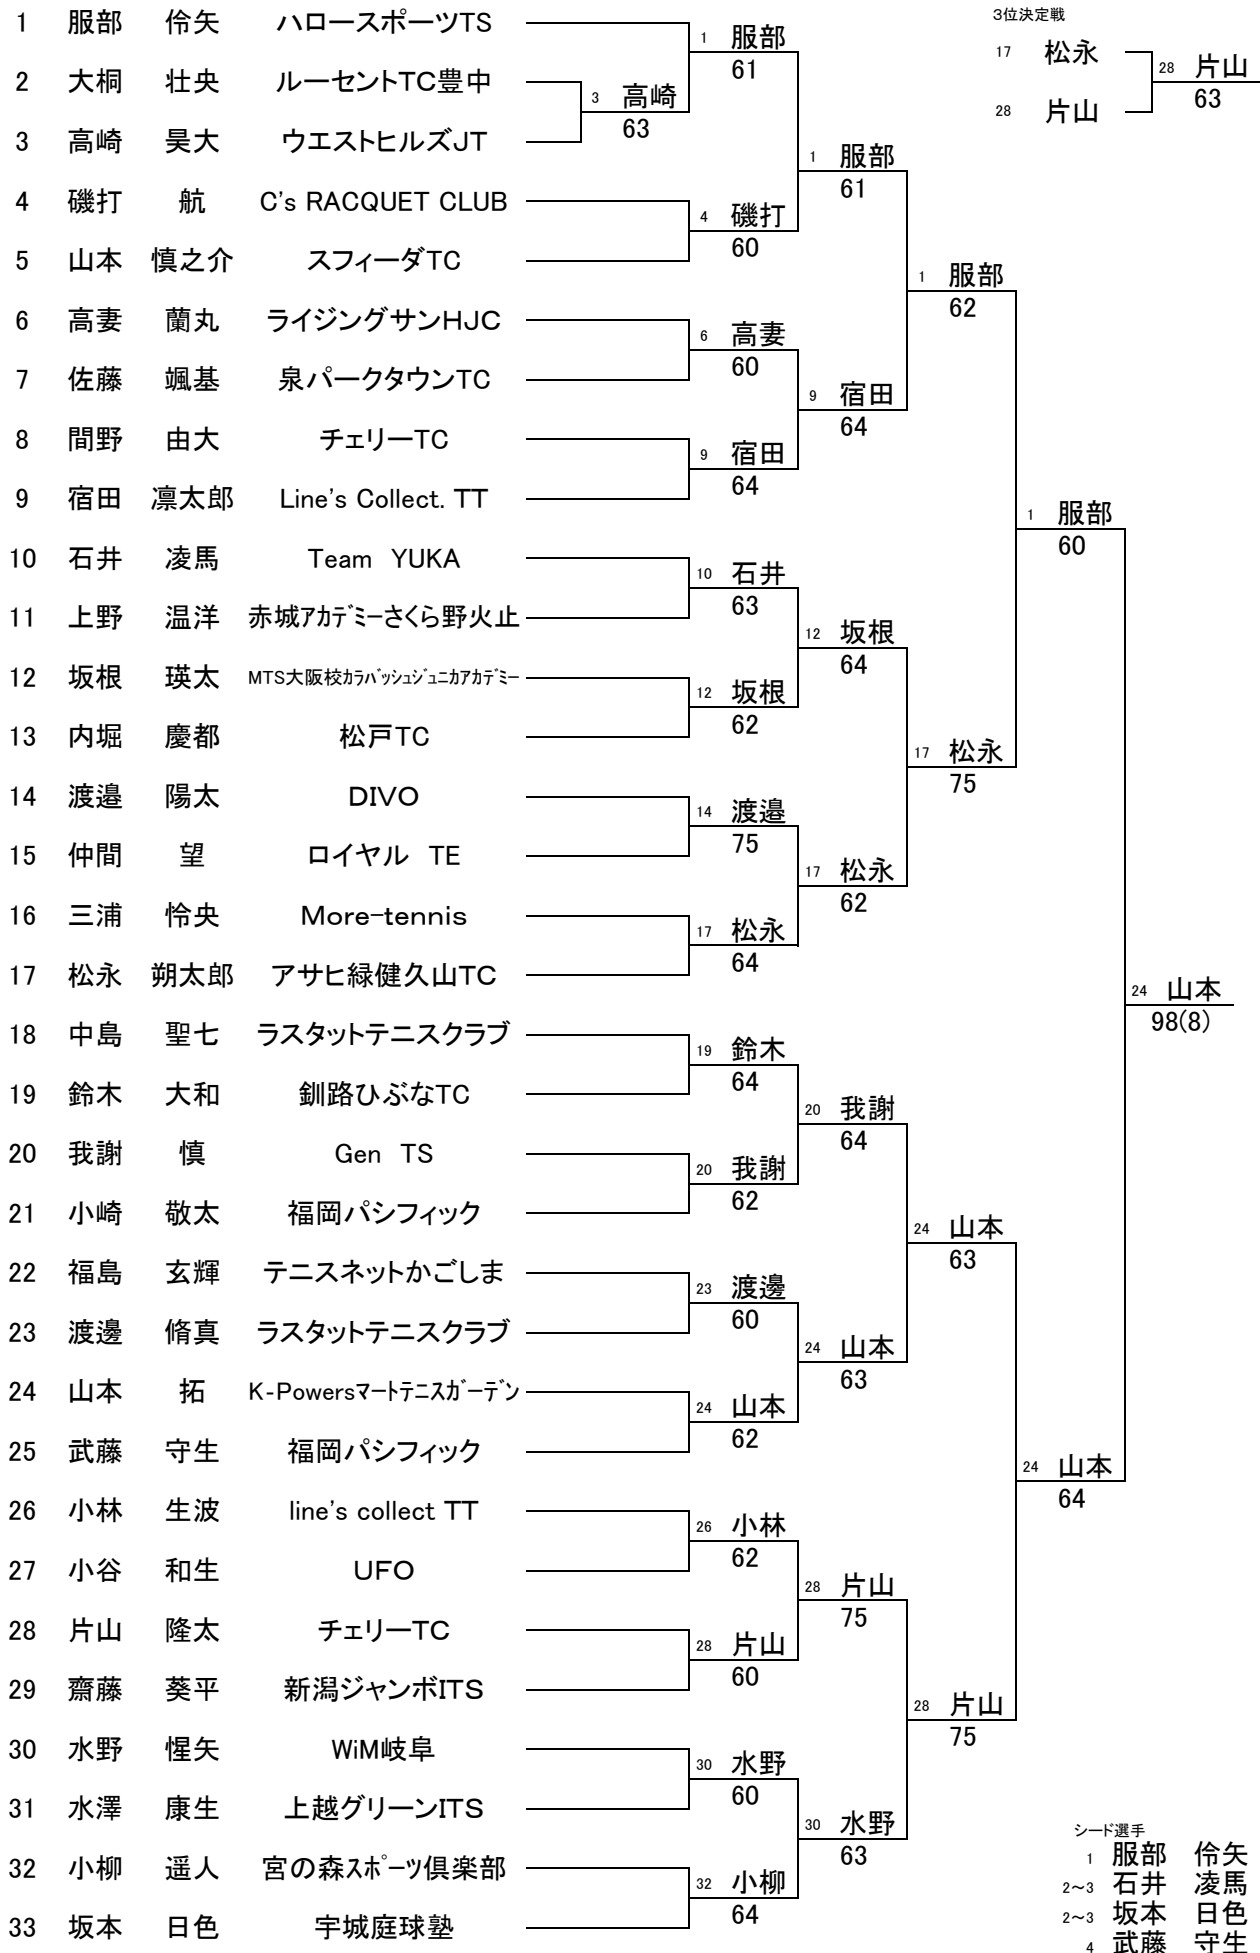 1 服部 伶矢 ハロースポーツTS
2 大桐 壮央 ルーセントTC豊中
3 高崎 昊大 ウエストヒルズJT
4 磯打 航 C's RACQUET CLUB
5 山本 慎之介 スフィーダTC
6 高妻 蘭丸 ライジングサンHJC
7 佐藤 颯基 泉パークタウンTC
8 間野 由大 チェリーTC
9 宿田 凛太郎 Line's Collect. TT
10 石井 凌馬 Team YUKA
11 上野 温洋 赤城ｱｶﾃﾞﾐｰさくら野火止
12 坂根 瑛太 MTS大阪校ｶﾗﾊﾞｯｼｭｼﾞｭﾆｶｱｶﾃﾞﾐｰ
13 内堀 慶都 松戸TC
14 渡邉 陽太 DIVO
15 仲間 望 ロイヤル TE
16 三浦 怜央 More-tennis
17 松永 朔太郎 アサヒ緑健久山TC
18 中島 聖七 ラスタットテニスクラブ
19 鈴木 大和 釧路ひぶなTC
20 我謝 慎 Gen TS
21 小崎 敬太 福岡パシフィック
22 福島 玄輝 テニスネットかごしま
23 渡邊 脩真 ラスタットテニスクラブ
24 山本 拓 K-Powersﾏｰﾄﾃﾆｽｶﾞｰﾃﾞﾝ
25 武藤 守生 福岡パシフィック
26 小林 生波 line's collect TT
27 小谷 和生 UFO
28 片山 隆太 チェリーTC
29 齋藤 葵平 新潟ジャンボITS
30 水野 惺矢 WiM岐阜
31 水澤 康生 上越グリーンITS
32 小柳 遥人 宮の森ｽﾎﾟｰﾂ倶楽部
33 坂本 日色 宇城庭球塾
3 高崎
63
1 服部
61
4 磯打
60
6 高妻
60
9 宿田
64
10 石井
63
12 坂根
62
14 渡邉
75
17 松永
64
19 鈴木
64
20 我謝
62
23 渡邊
60
24 山本
62
26 小林
62
28 片山
60
30 水野
60
32 小柳
64
1 服部
61
9 宿田
64
12 坂根
64
17 松永
62
20 我謝
64
24 山本
63
28 片山
75
30 水野
63
1 服部
62
17 松永
75
24 山本
63
28 片山
75
1 服部
60
24 山本
64
24 山本
98(8)
3位決定戦
17 松永
28 片山
28 片山
63
シード選手
1 服部 伶矢
2～3 石井 凌馬
2～3 坂本 日色
4 武藤 守生